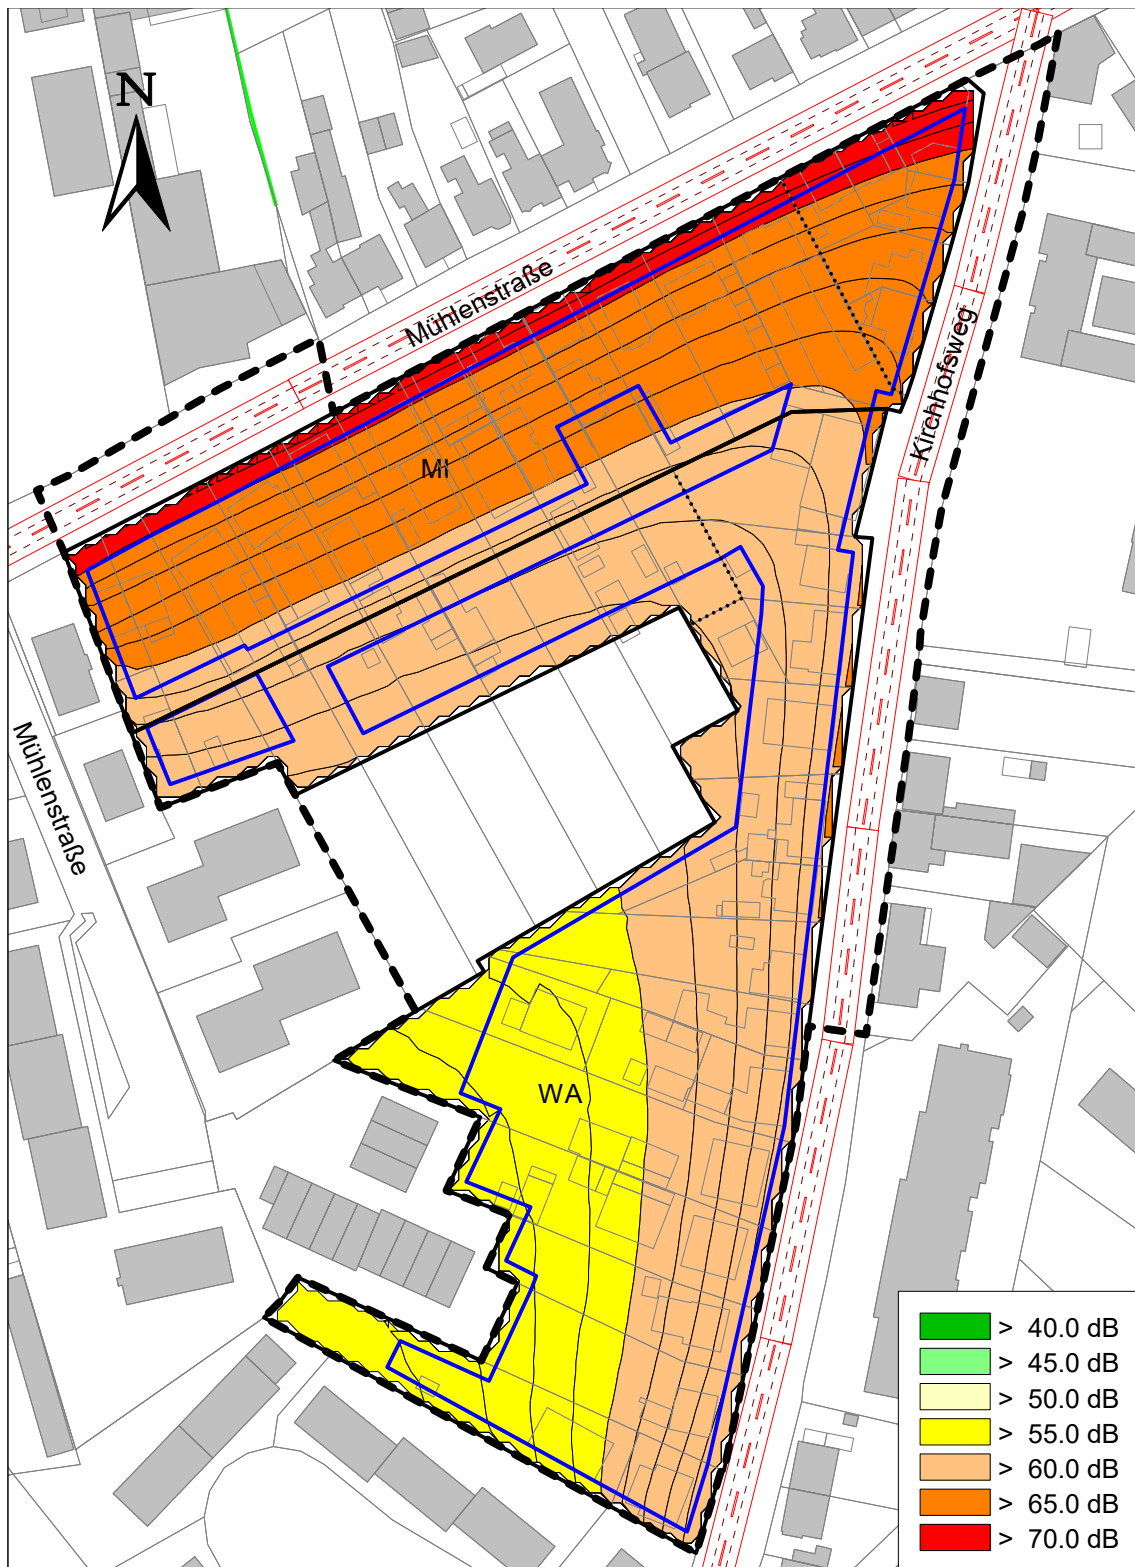 N
Mühlenstraße
Kirchhofsweg
MI
Mühlenstraße
WA
> 40.0 dB
> 45.0 dB
> 50.0 dB
> 55.0 dB
> 60.0 dB
> 65.0 dB
> 70.0 dB